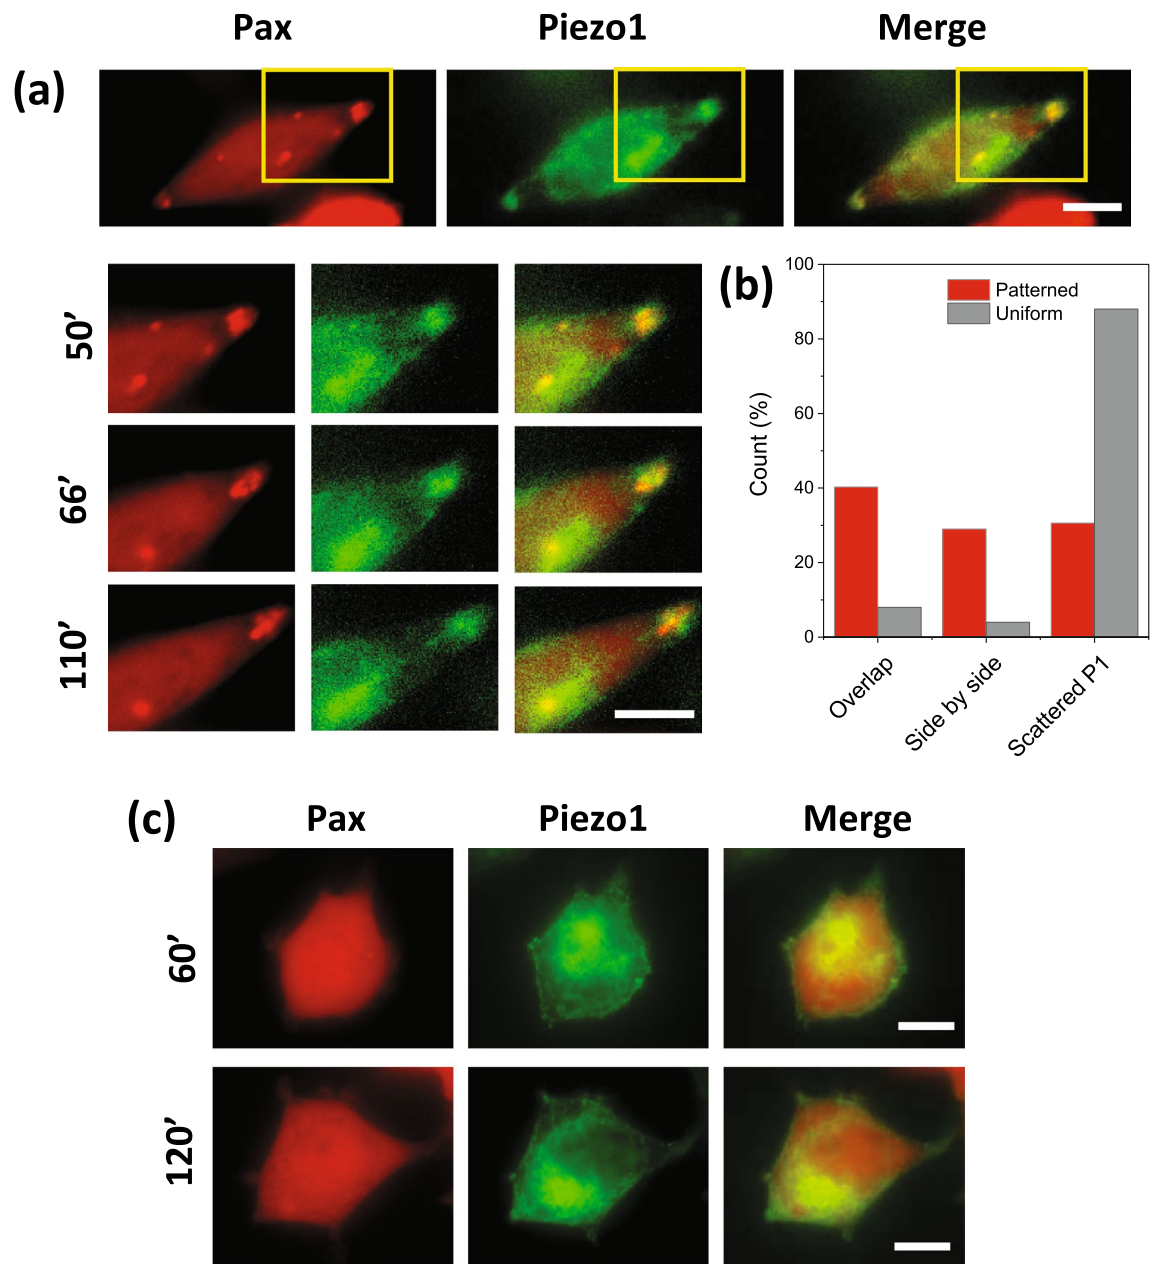 Pax Piezo1 Merge
(a)
50’
66’
110’
(b)
100
80
60
40
20
0
Count (%)
Patterned
Uniform
Overlap
Side by side
Scattered P1
(c)
Pax Piezo1 Merge
60’
120’